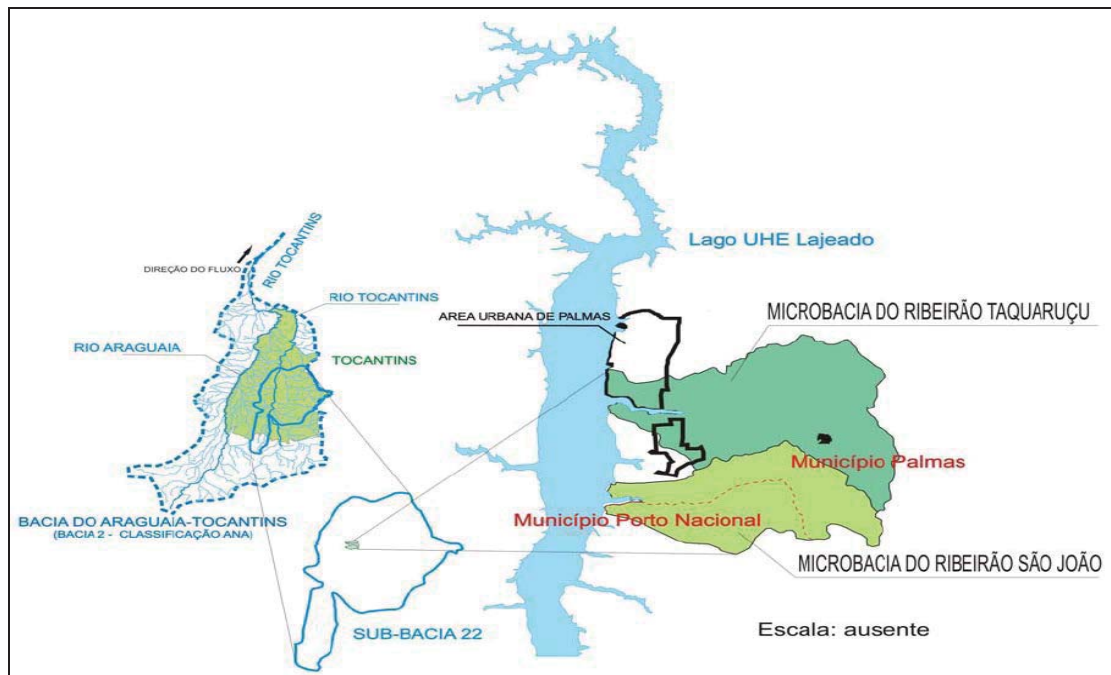 DIREÇÃO DO FLUXO
RIO TOCANTINS
RIO TOCANTINS
RIO ARAGUAIA
TOCANTINS
BACIA DO ARAGUAIA-TOCANTINS
(BACIA 2 - CLASSIFICAÇÃO ANA)
SUB-BACIA 22
Lago UHE Lajeado
AREA URBANA DE PALMAS
MICROBACIA DO RIBEIRÃO TAQUARUÇU
Município Palmas
Município Porto Nacional
MICROBACIA DO RIBEIRÃO SÃO JOÃO
Escala: ausente